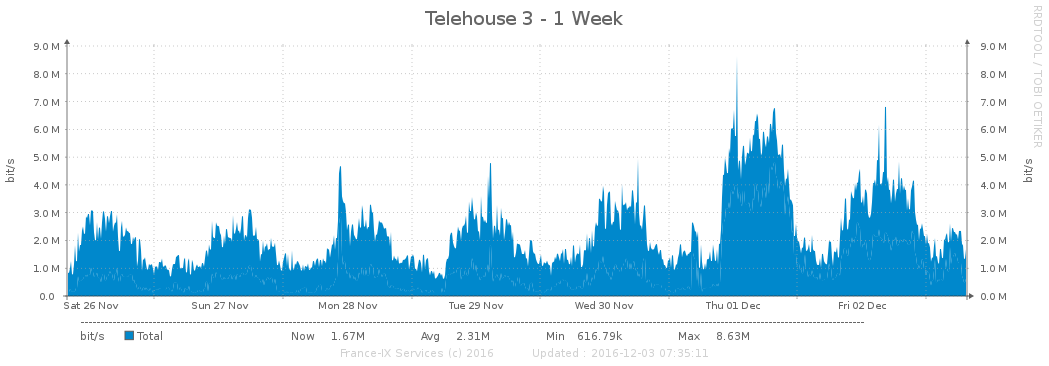 Telehouse 3 - 1 Week
RRDTOOL / TOBI OETIKER
bit/s
bit/s
9.0 M 9.0 M
8.0 M 8.0 M
7.0 M 7.0 M
6.0 M 6.0 M
5.0 M 5.0 M
4.0 M 4.0 M
3.0 M 3.0 M
2.0 M 2.0 M
1.0 M 1.0 M
0.0 0.0 M
Sat 26 Nov Sun 27 Nov Mon 28 Nov Tue 29 Nov Wed 30 Nov Thu 01 Dec Fri 02 Dec
bit/s Total Now 1.67M Avg 2.31M Min 616.79k Max 8.63M
France-IX Services (c) 2016 Updated : 2016-12-03 07:35:11